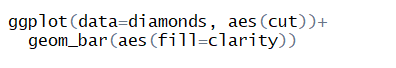 ggplot(data=diamonds, aes(cut))+
  geom_bar(aes(fill=clarity))